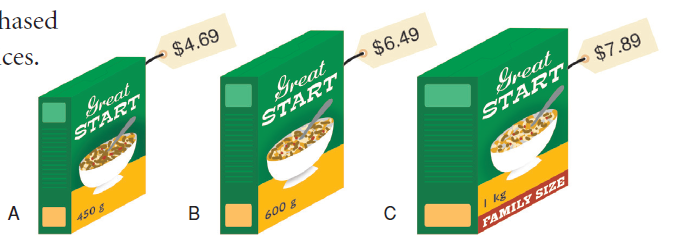 hased
ces.
$4.69
$6.49
$7.89
Great
START
450 g
A
Great
START
600 g
B
Great
START
1 kg
FAMILY SIZE
C